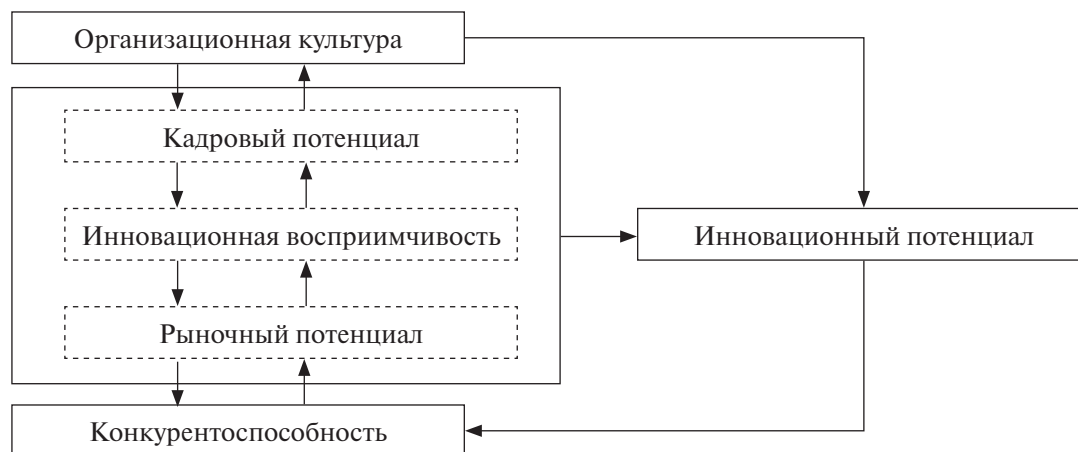 Организационная культура
Кадровый потенциал
Инновационная восприимчивость
Инновационный потенциал
Рыночный потенциал
Конкурентоспособность